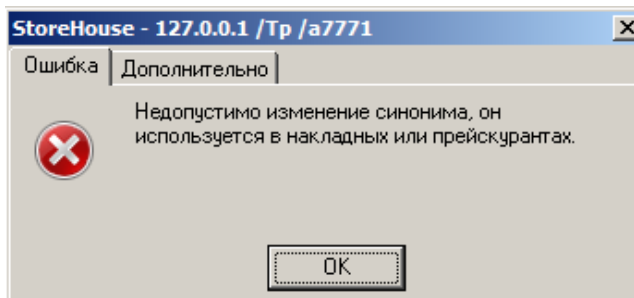 StoreHouse - 127.0.0.1 /Tp /a7771
Ошибка
Дополнительно
Недопустимо изменение синонима, он
используется в накладных или прейскурантах.
OK